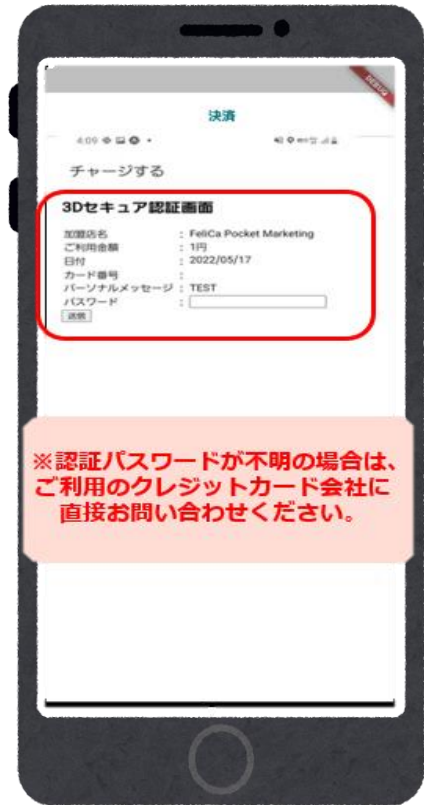 DEBUG
決済
4:09
チャージする
3Dセキュア認証画面
加盟店名 : FeliCa Pocket Marketing
ご利用金額 : 1円
日付 : 2022/05/17
カード番号 :
パーソナルメッセージ : TEST
パスワード :
送信
※認証パスワードが不明の場合は、
ご利用のクレジットカード会社に
直接お問い合わせください。